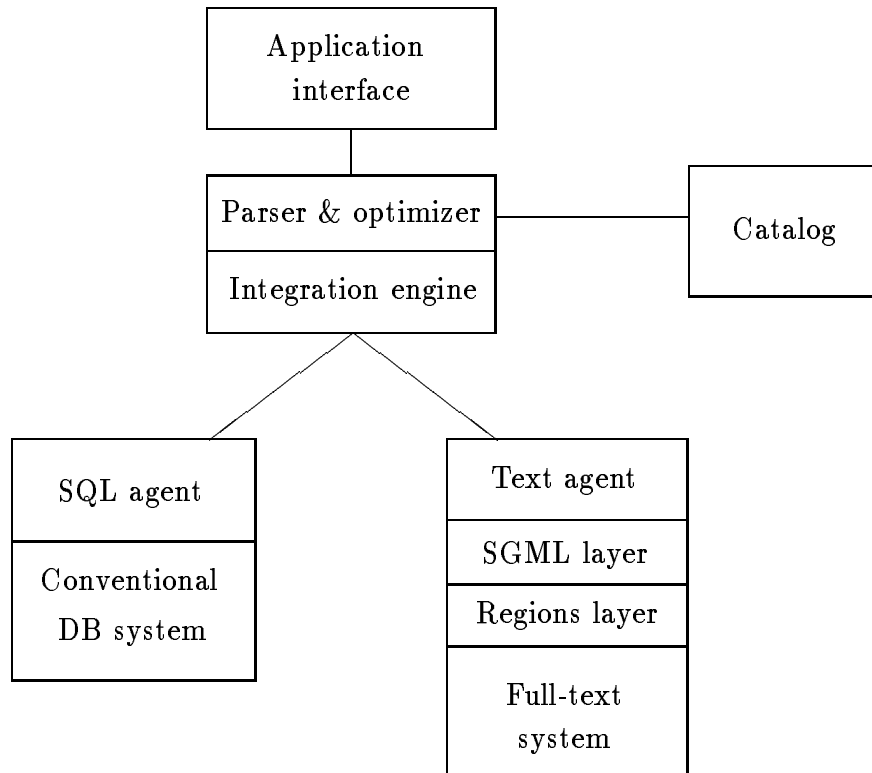 Application
interface
Parser & optimizer
Catalog
Integration engine
SQL agent
Conventional
DB system
Text agent
SGML layer
Regions layer
Full-text
system